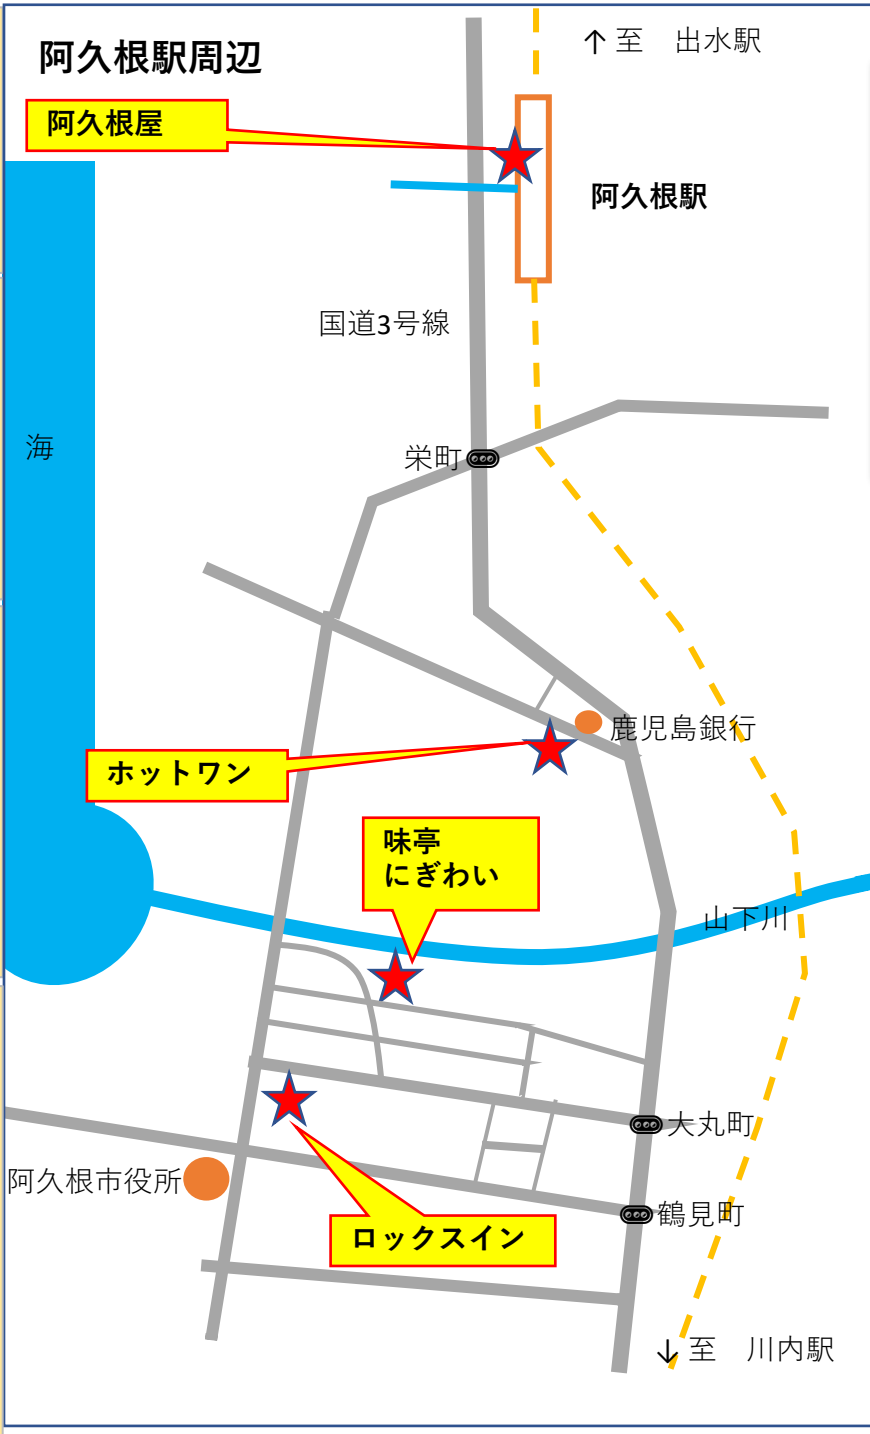 阿久根駅周辺
↑ 至　出水駅
阿久根屋
阿久根駅
国道3号線
海
栄町
鹿児島銀行
ホットワン
味亭
にぎわい
山下川
大丸町
阿久根市役所
鶴見町
ロックスイン
↓ 至　川内駅